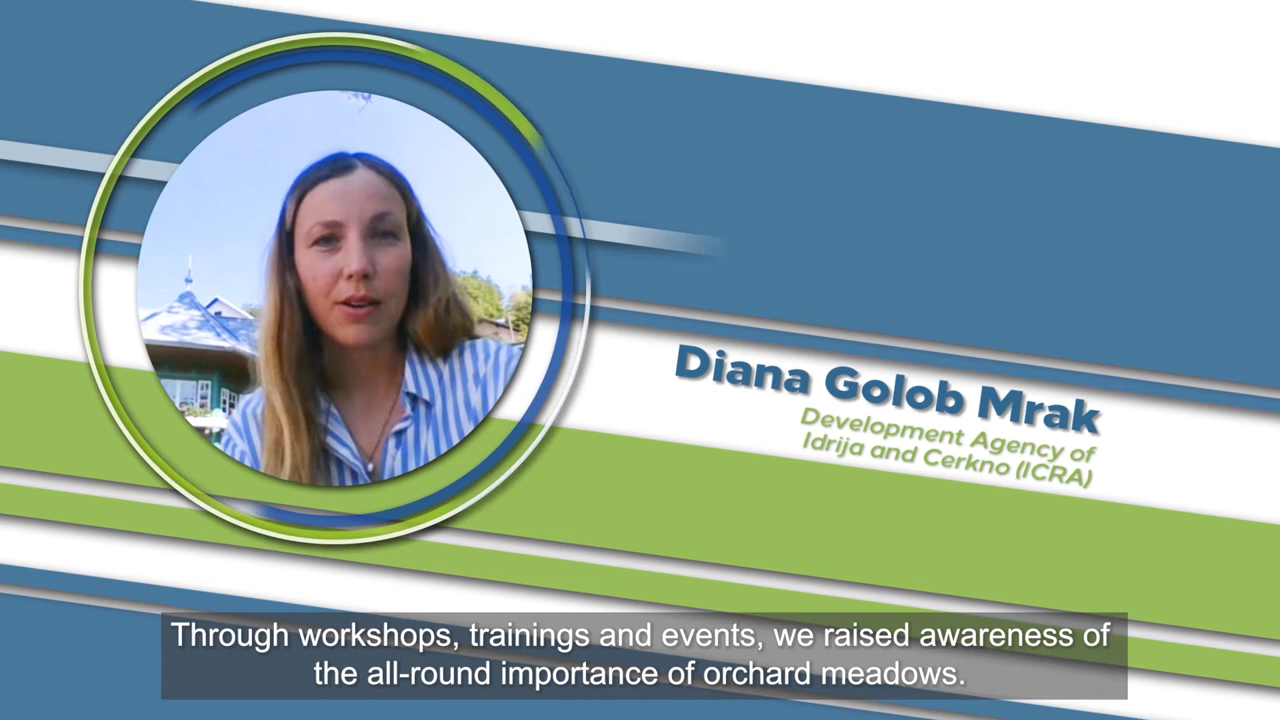 Diana Golob Mrak
Development Agency of
Idrija and Cerkno (ICRA)
Through workshops, trainings and events, we raised awareness of
the all-round importance of orchard meadows.